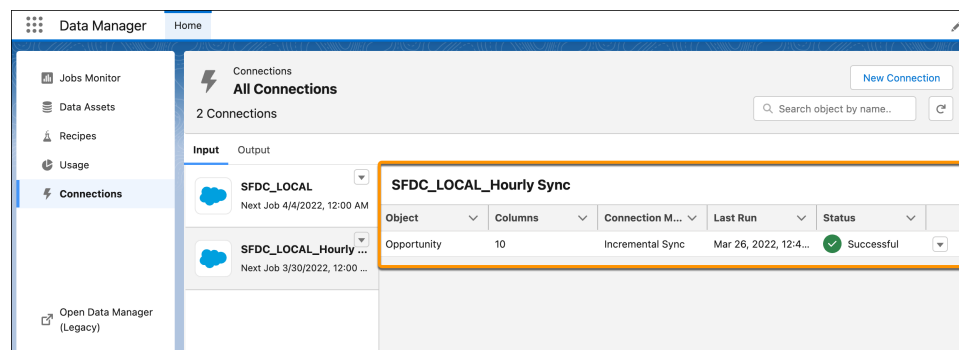 Data Manager
Home
Jobs Monitor
Data Assets
Recipes
Usage
Connections
Open Data Manager
(Legacy)
Connections
All Connections
2 Connections
New Connection
Search object by name..
Input Output
SFDC_LOCAL
Next Job 4/4/2022, 12:00 AM
SFDC_LOCAL_Hourly ...
Next Job 3/30/2022, 12:00 ...
SFDC_LOCAL_Hourly Sync
Object Columns Connection M... Last Run Status
Opportunity 10 Incremental Sync Mar 26, 2022, 12:4... Successful